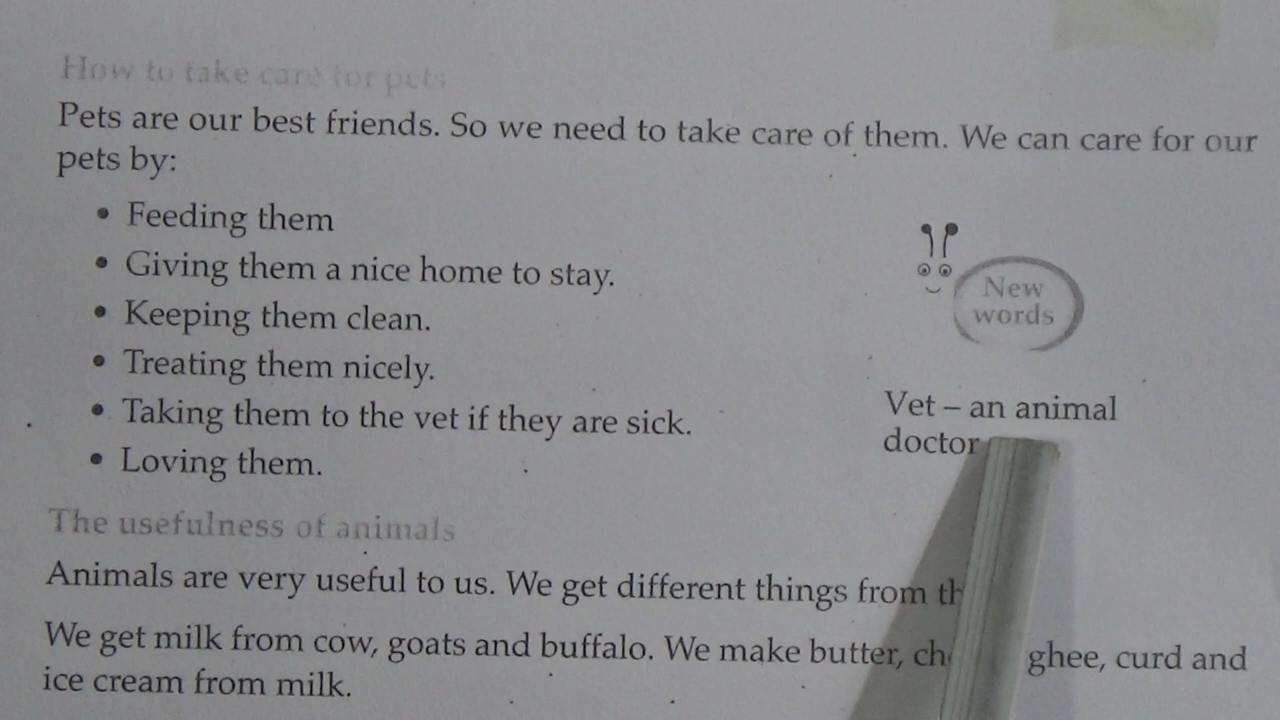 How to take care for pets
Pets are our best friends. So we need to take care of them. We can care for our
pets by:
• Feeding them
• Giving them a nice home to stay.
• Keeping them clean.
• Treating them nicely.
• Taking them to the vet if they are sick.
• Loving them.
New
words
Vet – an animal
doctor
The usefulness of animals
Animals are very useful to us. We get different things from
We get milk from cow, goats and buffalo. We make butter, ghee, curd and
ice cream from milk.